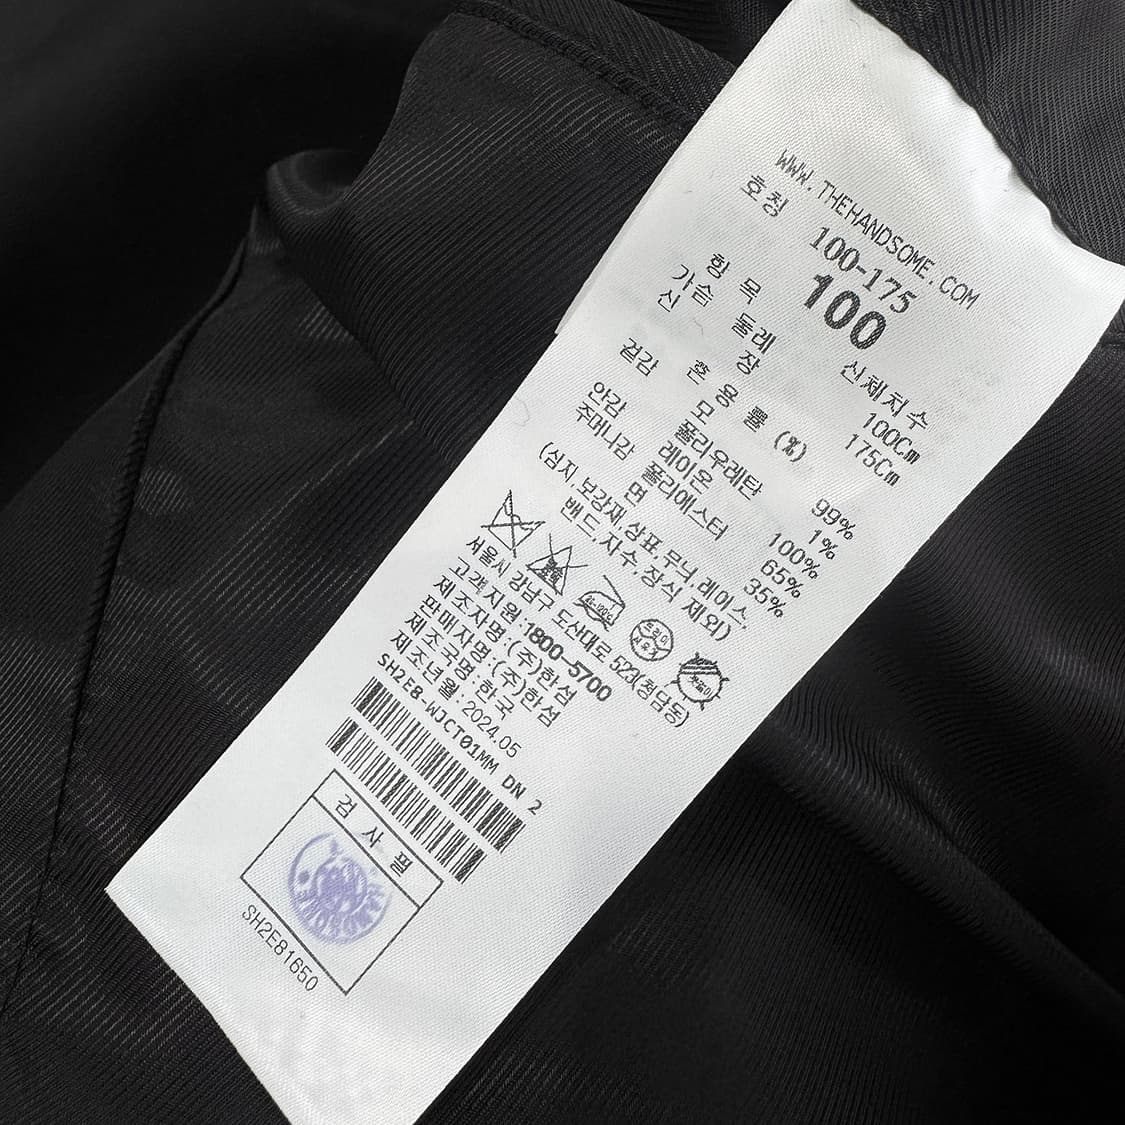 WWW.THEHANDSOME.COM
호칭 100-175
100
항 목 신체치수
가슴 둘레 100Cm
신 장 175Cm
혼 용 률 (%)
겉감 모 99%
폴리우레탄 1%
안감 레이온 100%
주머니감 폴리에스터 65%
면 35%
(심지,보강재,상표,무늬,레이스,
밴드,자수,장식 제외)
서울시 강남구 도산대로 523(청담동)
고객지원:1800-5700
제조자명:(주)한섬
판매자명:(주)한섬
제조국명:한국
제조년월:2024.05
SH2E8-WJCT01MM DN 2
검 사 필
HANDSOME
SH2E81650